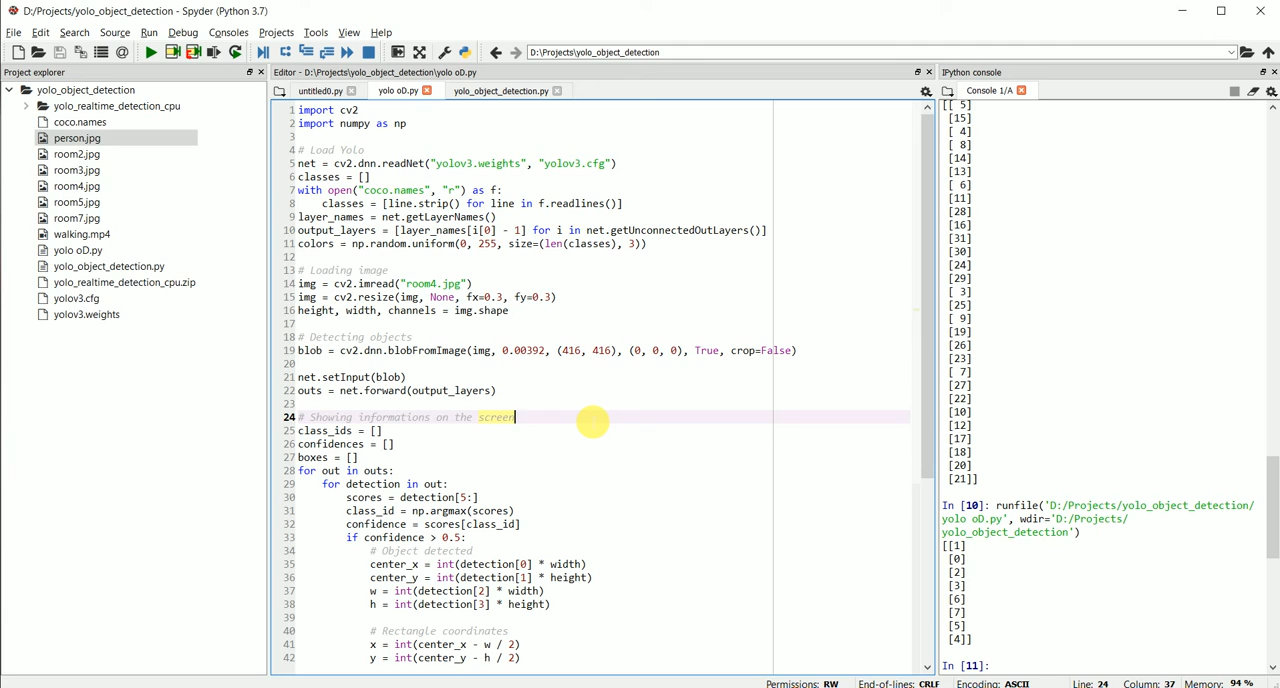 D:/Projects/yolo_object_detection - Spyder (Python 3.7)
File Edit Search Source Run Debug Consoles Projects Tools View Help
D:\Projects\yolo_object_detection
Project explorer
yolo_object_detection
yolo_realtime_detection_cpu
coco.names
person.jpg
room2.jpg
room3.jpg
room4.jpg
room5.jpg
room7.jpg
walking.mp4
yolo oD.py
yolo_object_detection.py
yolo_realtime_detection_cpu.zip
yolov3.cfg
yolov3.weights
Editor - D:\Projects\yolo_object_detection\yolo oD.py
untitled0.py yolo oD.py yolo_object_detection.py
1 import cv2
2 import numpy as np
3
4 # Load Yolo
5 net = cv2.dnn.readNet("yolov3.weights", "yolov3.cfg")
6 classes = []
7 with open("coco.names", "r") as f:
8     classes = [line.strip() for line in f.readlines()]
9 layer_names = net.getLayerNames()
10 output_layers = [layer_names[i[0] - 1] for i in net.getUnconnectedOutLayers()]
11 colors = np.random.uniform(0, 255, size=(len(classes), 3))
12
13 # Loading image
14 img = cv2.imread("room4.jpg")
15 img = cv2.resize(img, None, fx=0.3, fy=0.3)
16 height, width, channels = img.shape
17
18 # Detecting objects
19 blob = cv2.dnn.blobFromImage(img, 0.00392, (416, 416), (0, 0, 0), True, crop=False)
20
21 net.setInput(blob)
22 outs = net.forward(output_layers)
23
24 # Showing informations on the screen
25 class_ids = []
26 confidences = []
27 boxes = []
28 for out in outs:
29     for detection in out:
30         scores = detection[5:]
31         class_id = np.argmax(scores)
32         confidence = scores[class_id]
33         if confidence > 0.5:
34             # Object detected
35             center_x = int(detection[0] * width)
36             center_y = int(detection[1] * height)
37             w = int(detection[2] * width)
38             h = int(detection[3] * height)
39
40             # Rectangle coordinates
41             x = int(center_x - w / 2)
42             y = int(center_y - h / 2)
IPython console
Console 1/A
[[ 5]
[15]
[ 4]
[ 8]
[14]
[13]
[ 6]
[11]
[28]
[16]
[31]
[30]
[24]
[29]
[ 3]
[25]
[ 9]
[19]
[26]
[23]
[ 7]
[27]
[22]
[10]
[12]
[17]
[18]
[20]
[21]]
In [10]: runfile('D:/Projects/yolo_object_detection/
yolo oD.py', wdir='D:/Projects/
yolo_object_detection')
[[1]
[0]
[2]
[3]
[6]
[7]
[5]
[4]]
In [11]:
Permissions: RW End-of-lines: CRLF Encoding: ASCII Line: 24 Column: 37 Memory: 94 %